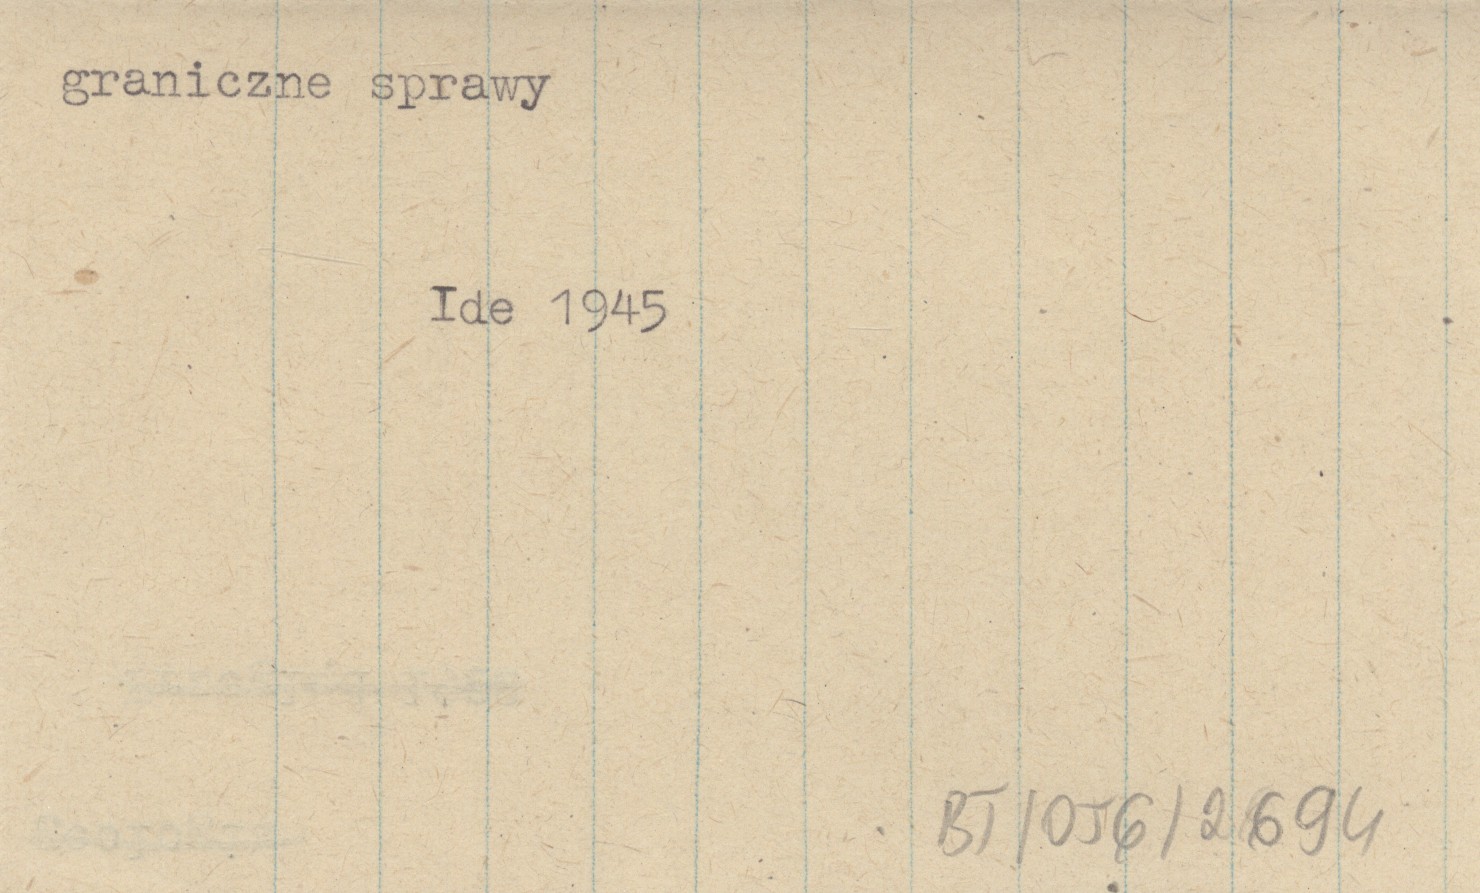 graniczne sprawy
Ide 1945
BT/056/2694